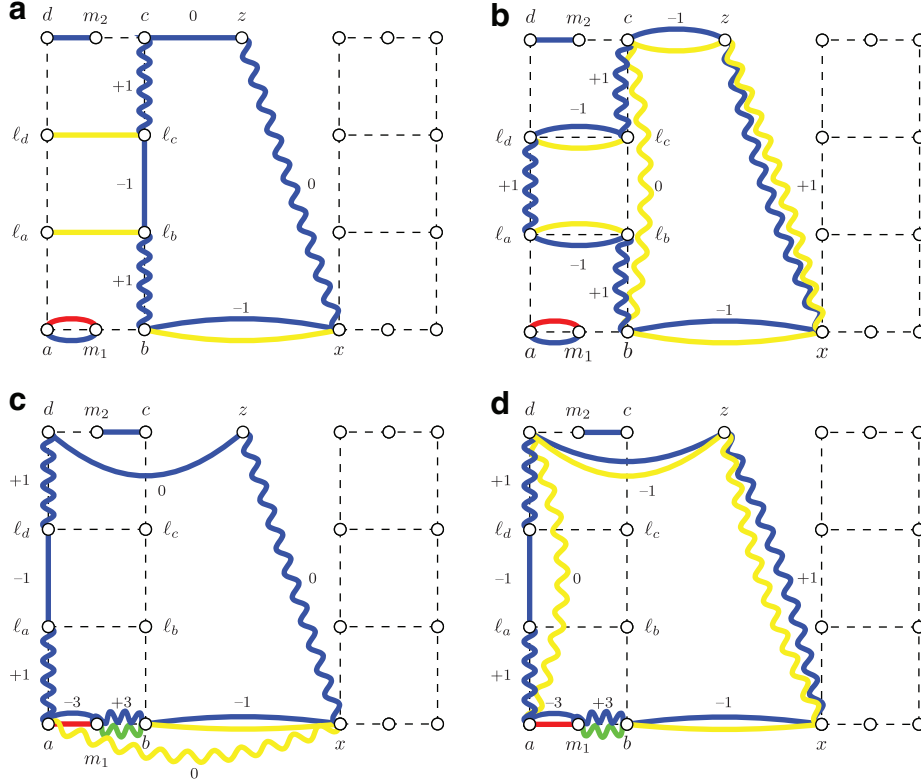 a
d m₂ c 0 z
+1
ℓd ℓc
−1 0
ℓa ℓb
+1
−1
a m₁ b x
b
d m₂ c −1 z
+1
−1
ℓd ℓc
+1 0 +1
ℓa ℓb
−1
+1
−1
a m₁ b x
c
d m₂ c z
+1 0
ℓd ℓc
−1 0
ℓa ℓb
+1
−3 +3 −1
a m₁ b x
0
d
d m₂ c z
+1 −1
ℓd ℓc
−1 0 +1
ℓa ℓb
+1
−3 +3 −1
a m₁ b x